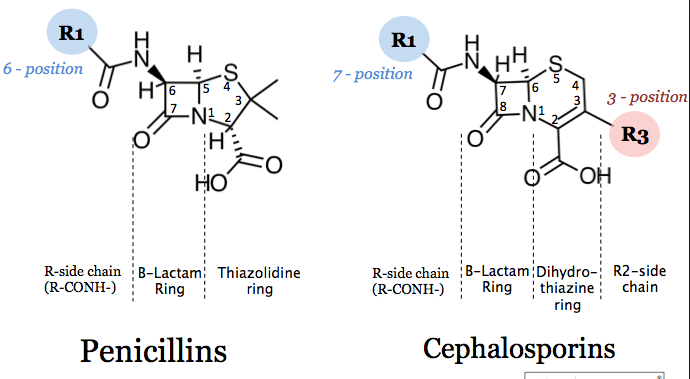 R1
H
N
H
6 - position
O
H
6
5
S
4
7
N
1
3
2
O
H
O
HO
R-side chain
(R-CONH-)
B-Lactam
Ring
Thiazolidine
ring
Penicillins
R1
H
N
H
H
7 - position
O
7
6
S
5
4
8
N
1
3
2
3 - position
R3
O
O
OH
R-side chain
(R-CONH-)
B-Lactam
Ring
Dihydro-
thiazine
ring
R2-side
chain
Cephalosporins